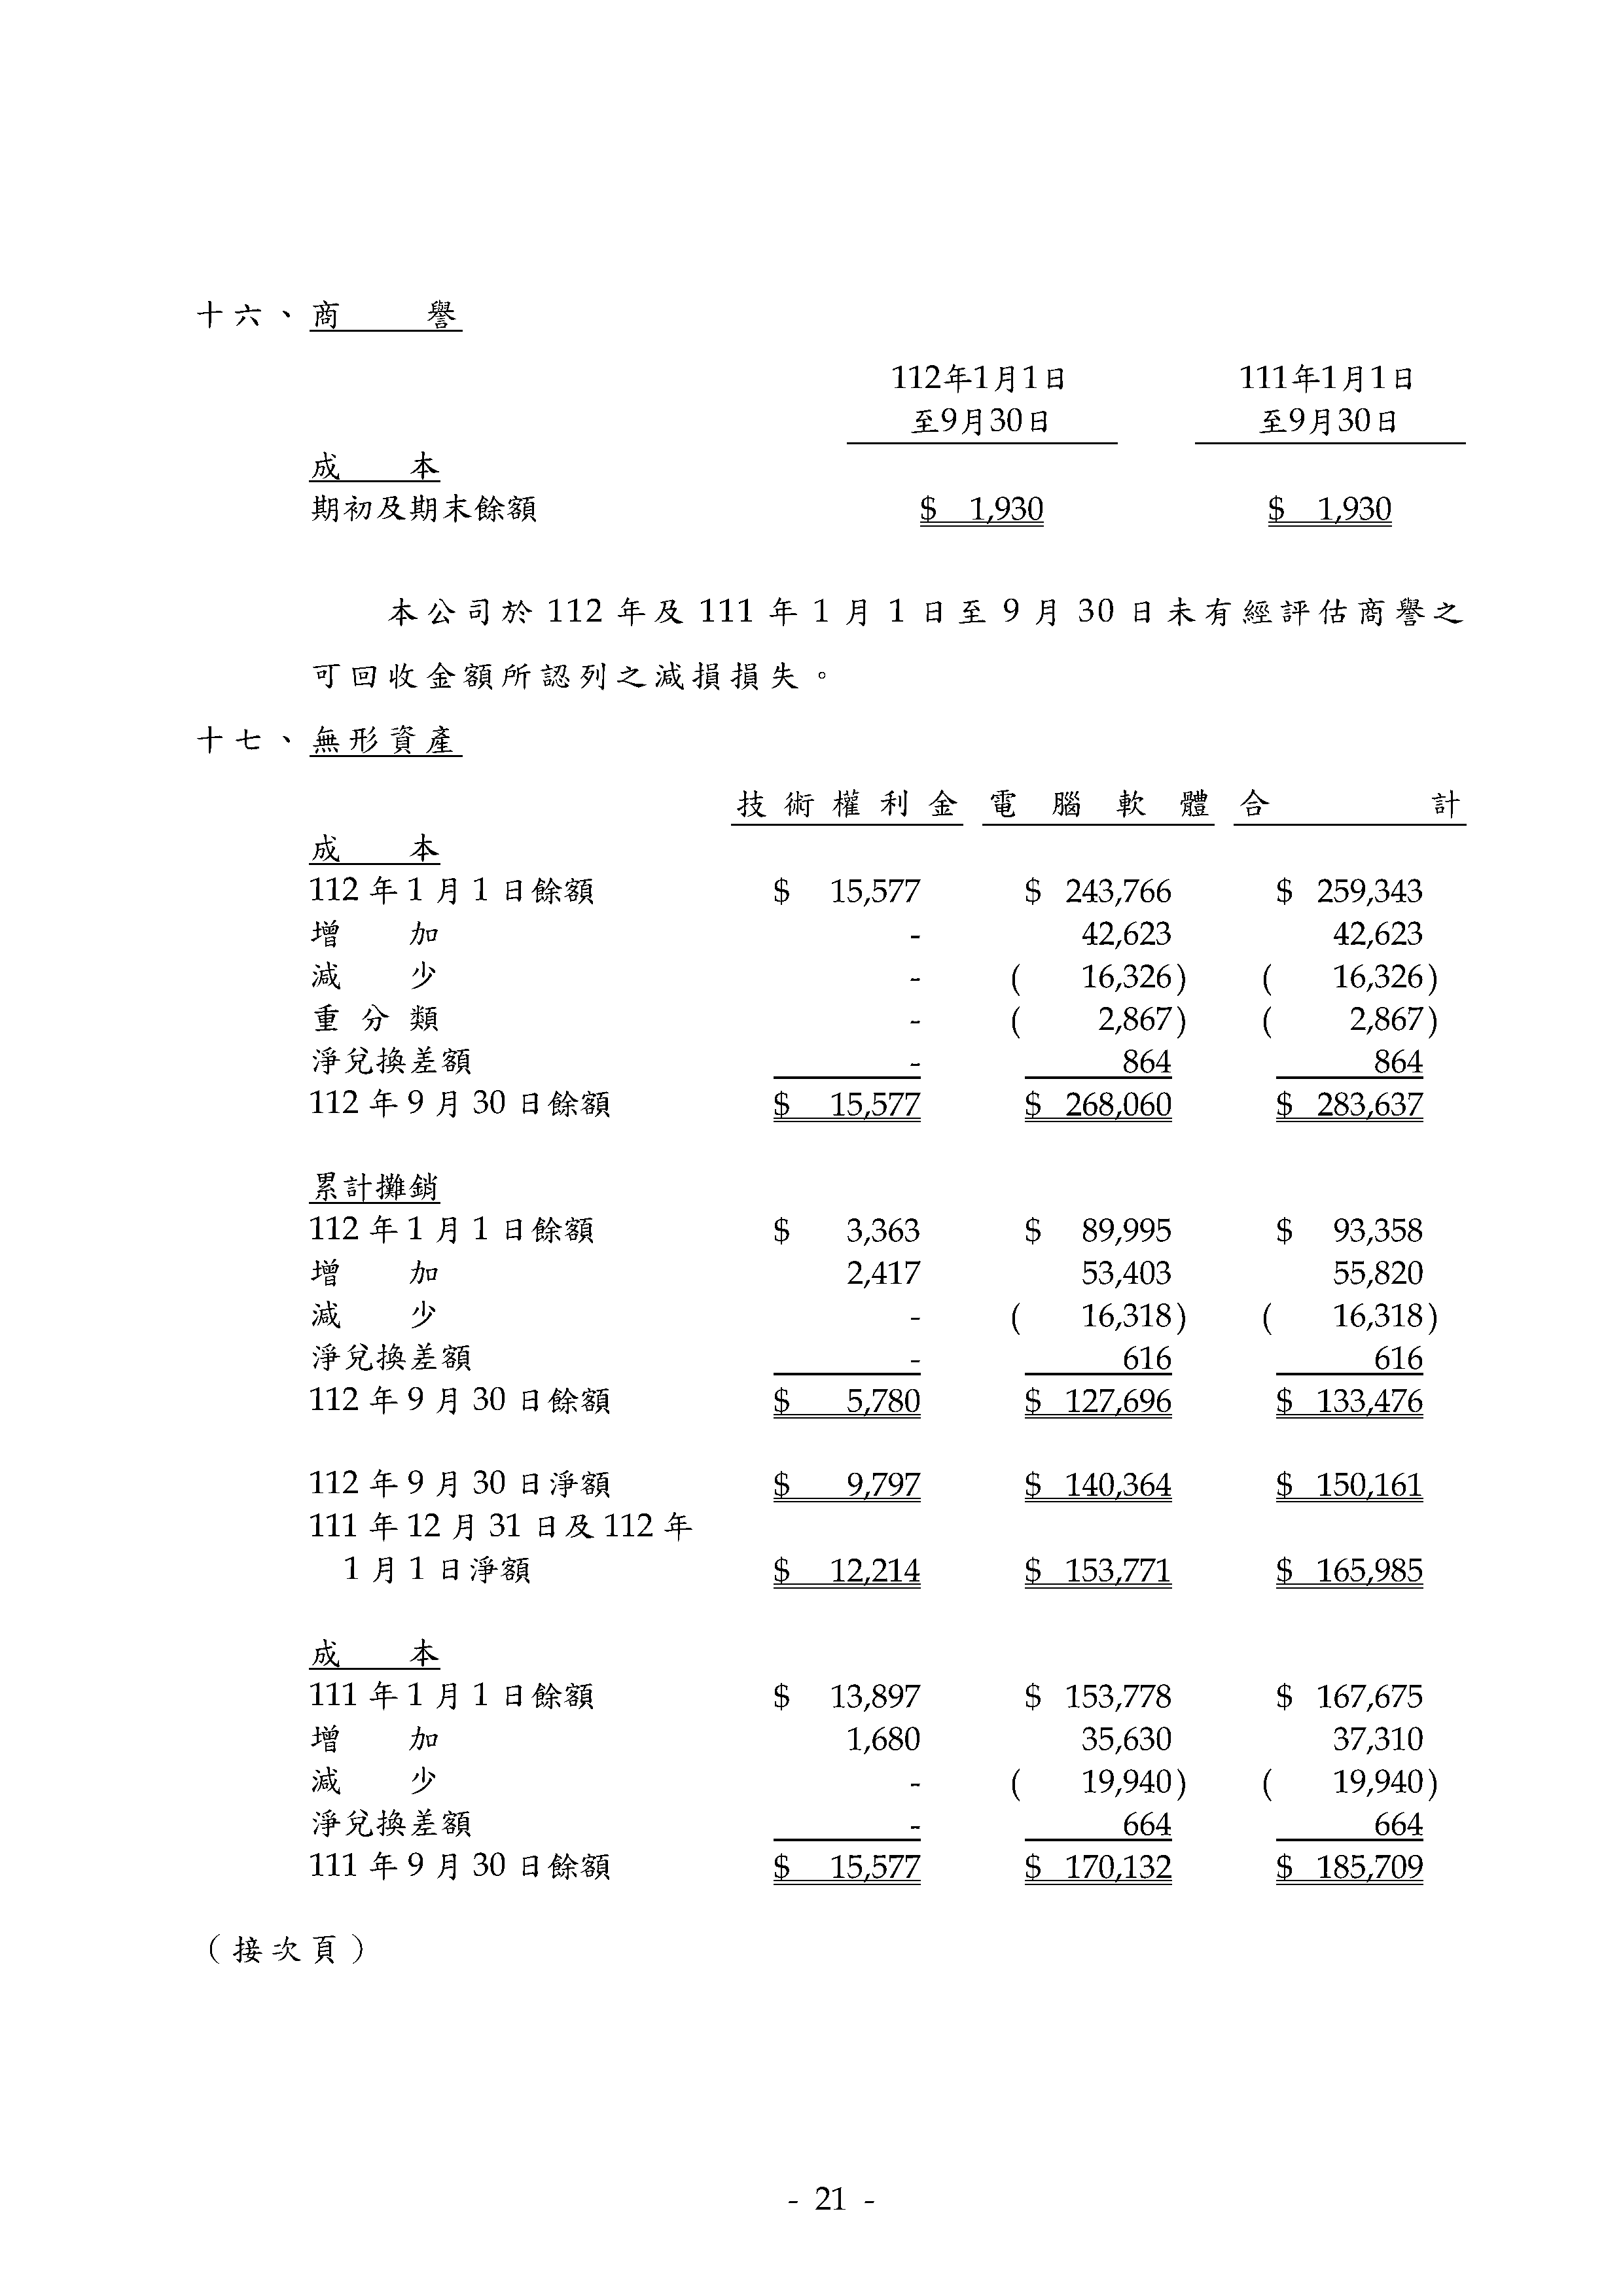 十六、商譽
112年1月1日 111年1月1日
至9月30日 至9月30日
成本
期初及期末餘額 $ 1,930 $ 1,930
本公司於 112 年及 111 年 1 月 1 日至 9 月 30 日未有經評估商譽之
可回收金額所認列之減損損失。
十七、無形資產
技術權利金 電腦軟體 合計
成本
112 年 1 月 1 日餘額 $ 15,577 $ 243,766 $ 259,343
增加 - 42,623 42,623
減少 - ( 16,326) ( 16,326)
重分類 - ( 2,867) ( 2,867)
淨兌換差額 - 864 864
112 年 9 月 30 日餘額 $ 15,577 $ 268,060 $ 283,637
累計攤銷
112 年 1 月 1 日餘額 $ 3,363 $ 89,995 $ 93,358
增加 2,417 53,403 55,820
減少 - ( 16,318) ( 16,318)
淨兌換差額 - 616 616
112 年 9 月 30 日餘額 $ 5,780 $ 127,696 $ 133,476
112 年 9 月 30 日淨額 $ 9,797 $ 140,364 $ 150,161
111 年 12 月 31 日及 112 年
1 月 1 日淨額 $ 12,214 $ 153,771 $ 165,985
成本
111 年 1 月 1 日餘額 $ 13,897 $ 153,778 $ 167,675
增加 1,680 35,630 37,310
減少 - ( 19,940) ( 19,940)
淨兌換差額 - 664 664
111 年 9 月 30 日餘額 $ 15,577 $ 170,132 $ 185,709
（接次頁）
- 21 -